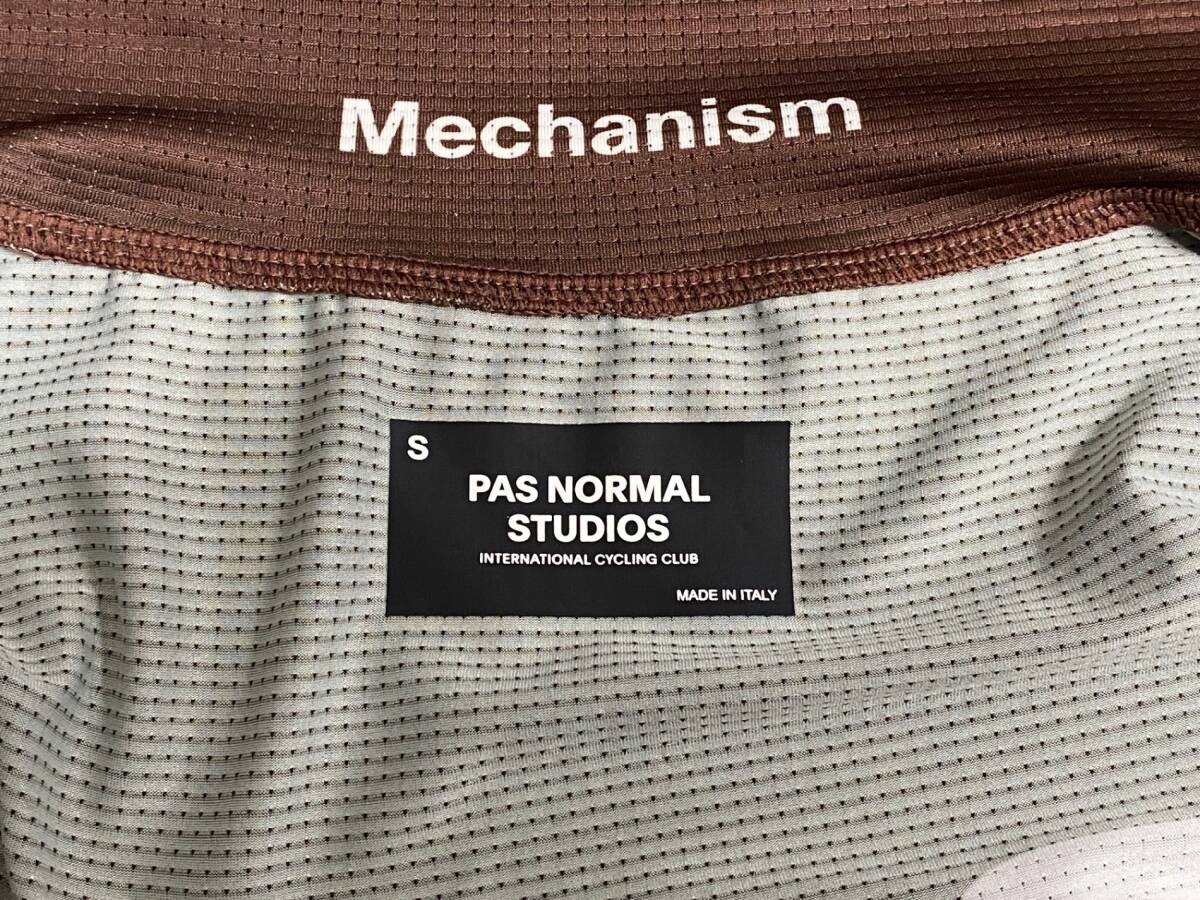 Mechanism
S
PAS NORMAL
STUDIOS
INTERNATIONAL CYCLING CLUB
MADE IN ITALY